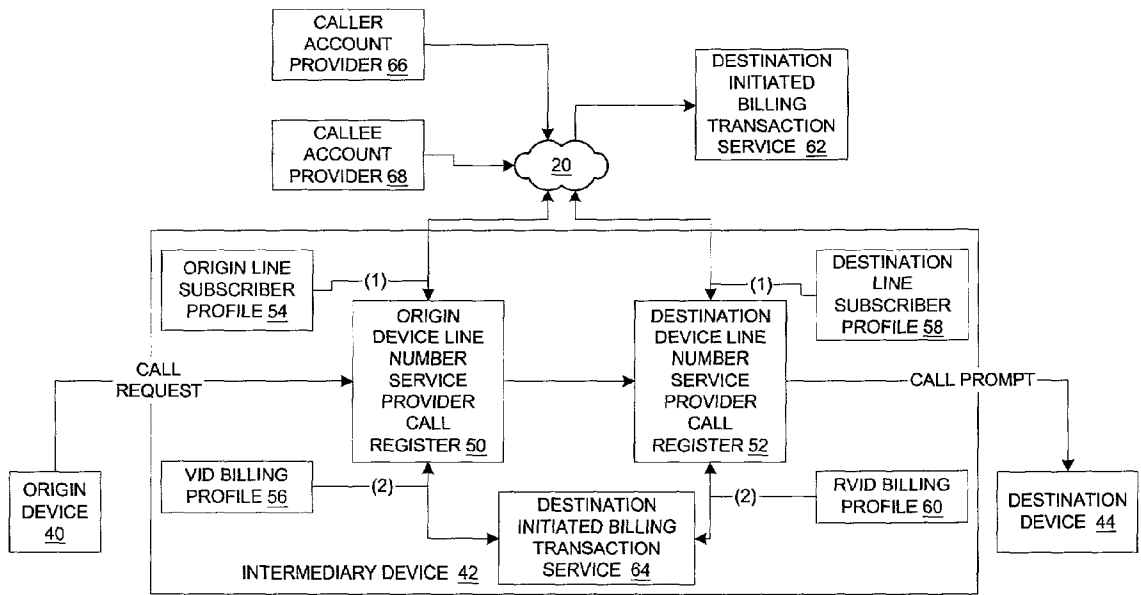 CALLER
ACCOUNT
PROVIDER 66
DESTINATION
INITIATED
BILLING
TRANSACTION
SERVICE 62
CALLEE
ACCOUNT
PROVIDER 68
20
ORIGIN LINE
SUBSCRIBER
PROFILE 54
(1)
(1)
DESTINATION
LINE
SUBSCRIBER
PROFILE 58
ORIGIN
DEVICE LINE
NUMBER
SERVICE
PROVIDER
CALL
REGISTER 50
DESTINATION
DEVICE LINE
NUMBER
SERVICE
PROVIDER
CALL
REGISTER 52
CALL
REQUEST
CALL PROMPT
VID BILLING
PROFILE 56
(2)
(2)
RVID BILLING
PROFILE 60
ORIGIN
DEVICE
40
DESTINATION
INITIATED BILLING
TRANSACTION
SERVICE 64
DESTINATION
DEVICE 44
INTERMEDIARY DEVICE 42